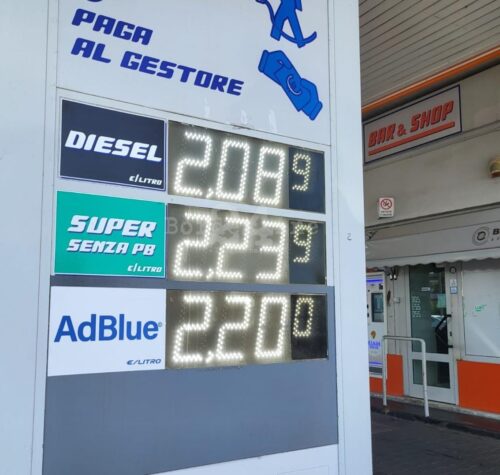 PAGA
AL GESTORE
DIESEL
€/LITRO
2,089
SUPER
SENZA PB
€/LITRO
2,239
AdBlue®
€/LITRO
2,200
BAR & SHOP